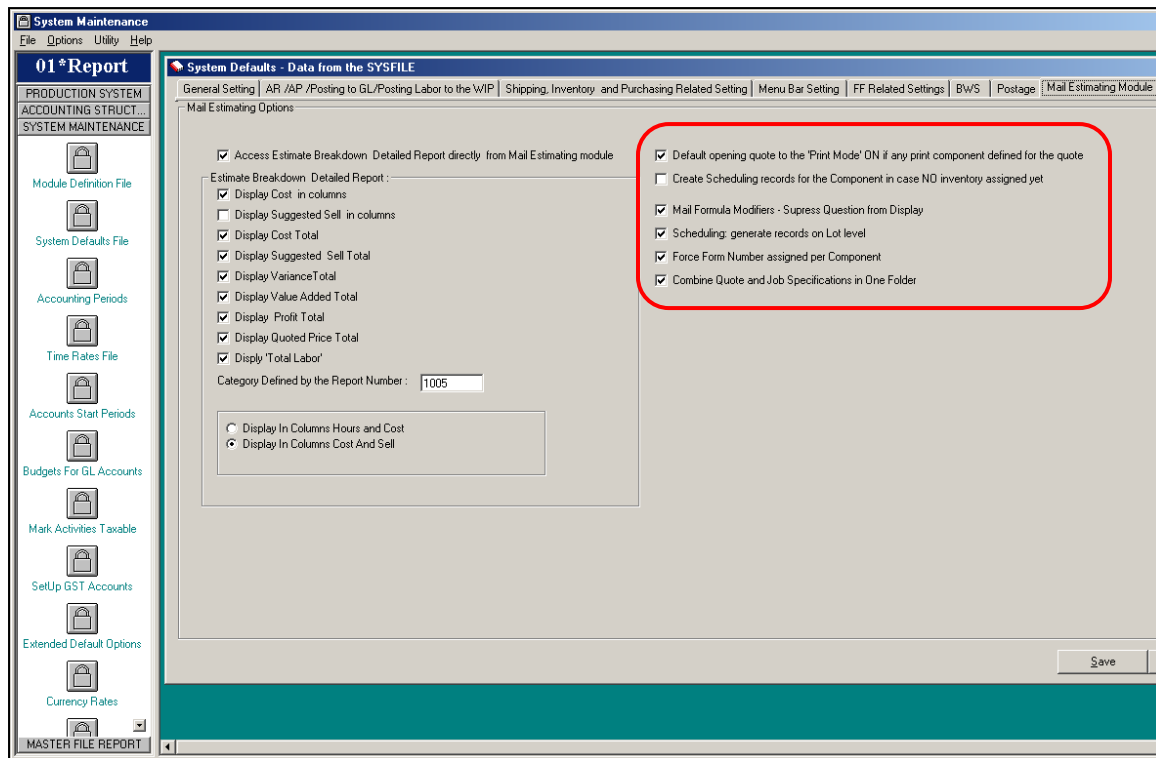 System Maintenance
File Options Utility Help
01*Report
PRODUCTION SYSTEM
ACCOUNTING STRUCT...
SYSTEM MAINTENANCE
Module Definition File
System Defaults File
Accounting Periods
Time Rates File
Accounts Start Periods
Budgets For GL Accounts
Mark Activities Taxable
SetUp GST Accounts
Extended Default Options
Currency Rates
MASTER FILE REPORT
System Defaults - Data from the SYSFILE
General Setting AR /AP /Posting to GL/Posting Labor to the WIP Shipping, Inventory and Purchasing Related Setting Menu Bar Setting FF Related Settings BWS Postage Mail Estimating Module
Mail Estimating Options
Access Estimate Breakdown Detailed Report directly from Mail Estimating module
Estimate Breakdown Detailed Report :
Display Cost in columns
Display Suggested Sell in columns
Display Cost Total
Display Suggested Sell Total
Display VarianceTotal
Display Value Added Total
Display Profit Total
Display Quoted Price Total
Disply 'Total Labor'
Category Defined by the Report Number : 1005
Display In Columns Hours and Cost
Display In Columns Cost And Sell
Default opening quote to the 'Print Mode' ON if any print component defined for the quote
Create Scheduling records for the Component in case NO inventory assigned yet
Mail Formula Modifiers - Supress Question from Display
Scheduling: generate records on Lot level
Force Form Number assigned per Component
Combine Quote and Job Specifications in One Folder
Save